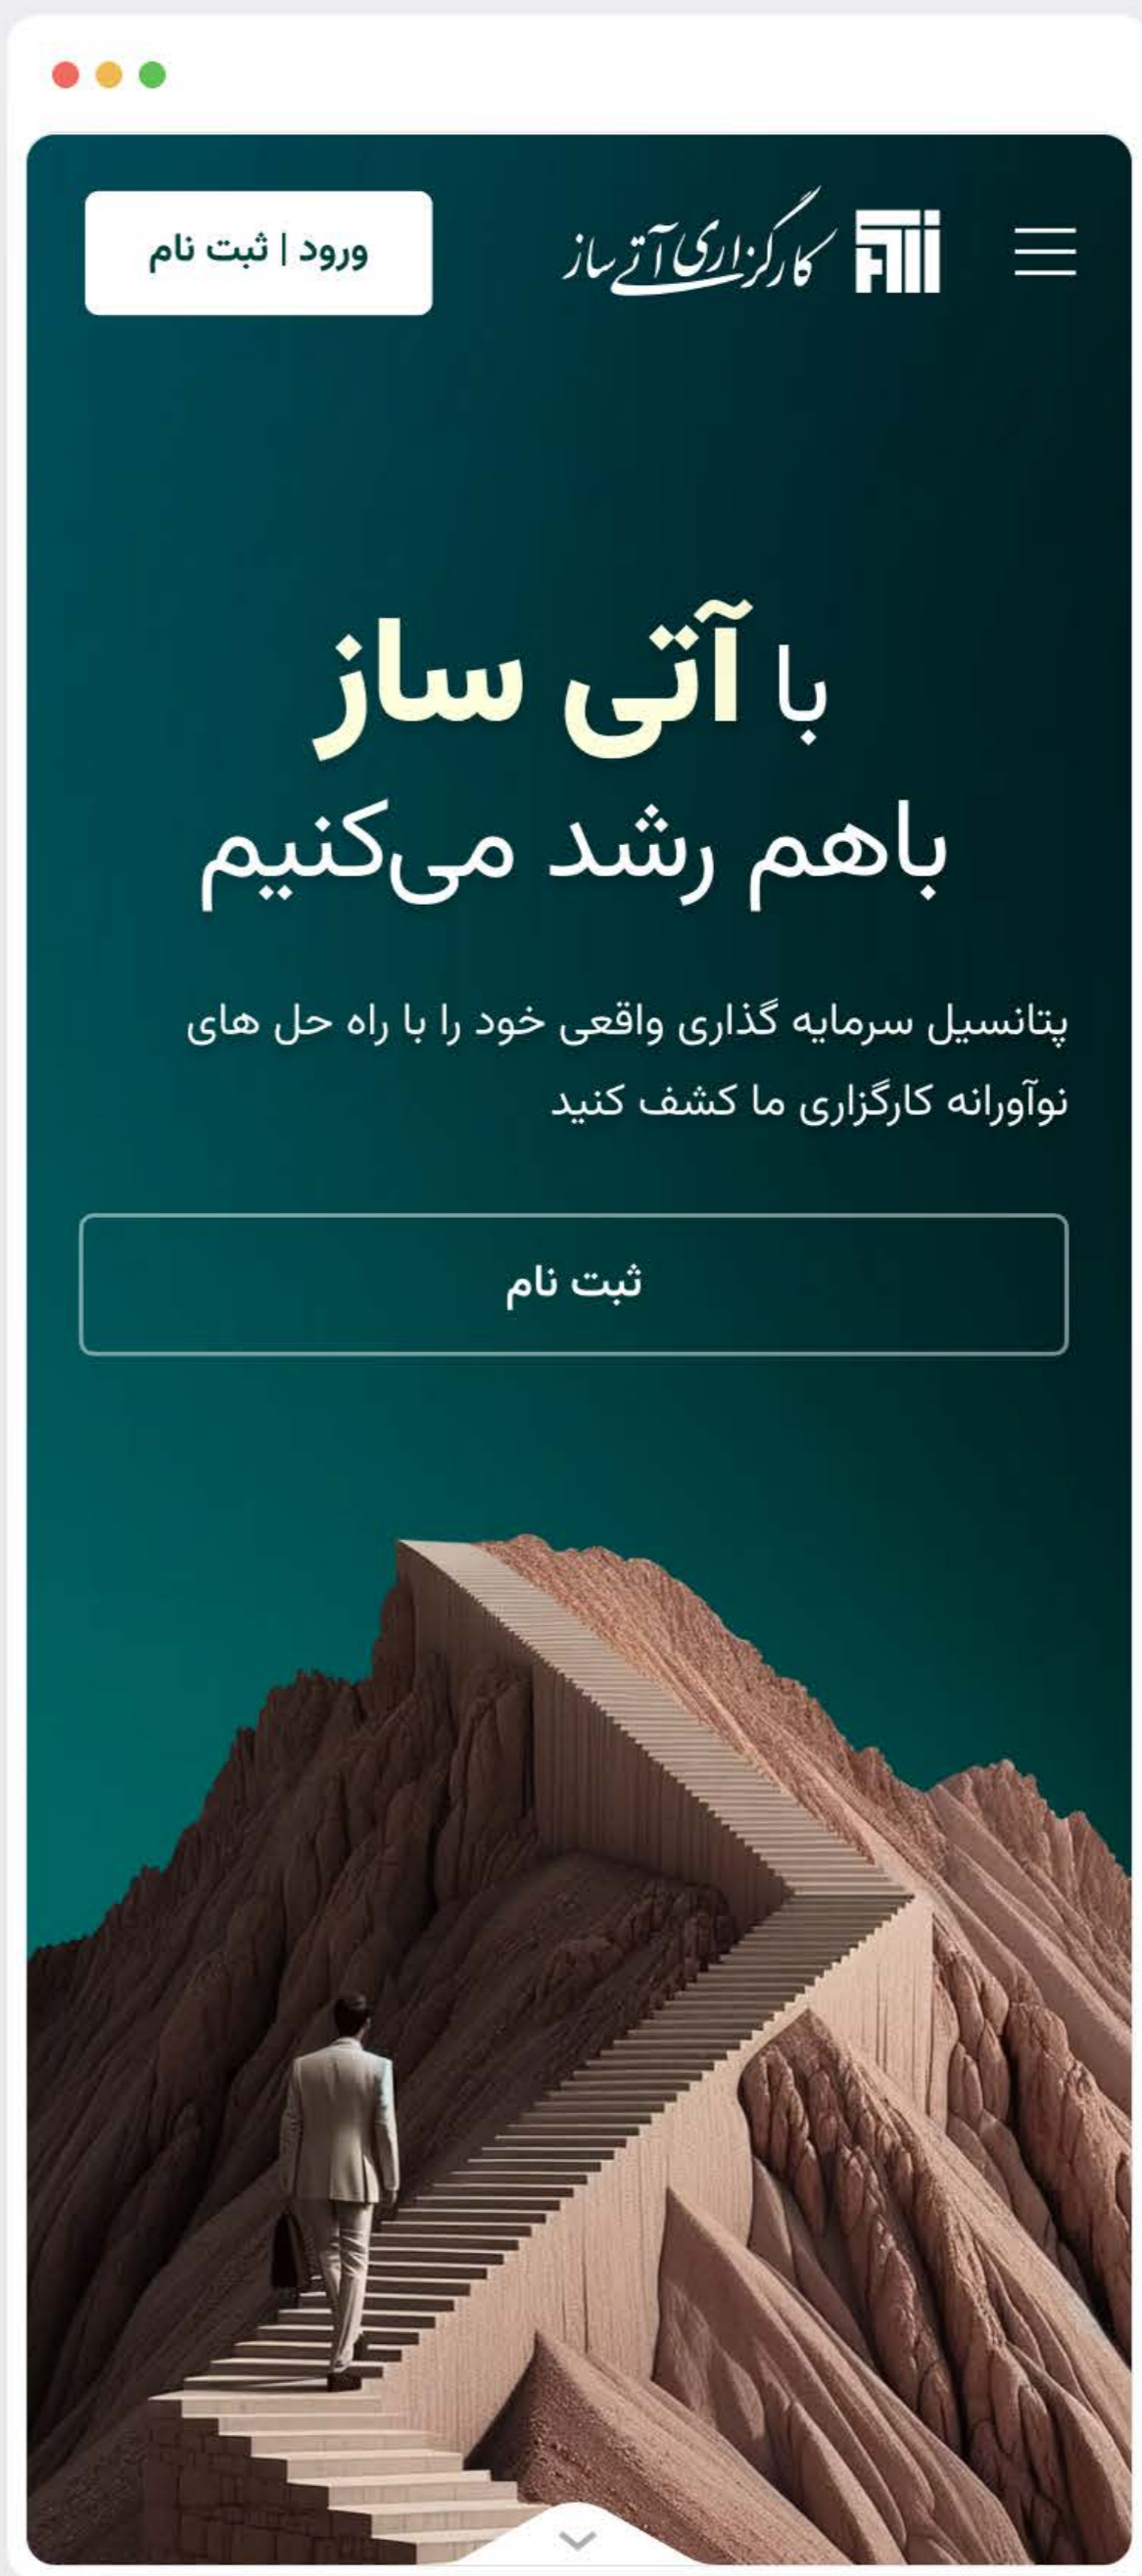 کارگزاری آتی ساز
ورود | ثبت نام
با آتی ساز
باهم رشد می‌کنیم
پتانسیل سرمایه گذاری واقعی خود را با راه حل های
نوآورانه کارگزاری ما کشف کنید
ثبت نام